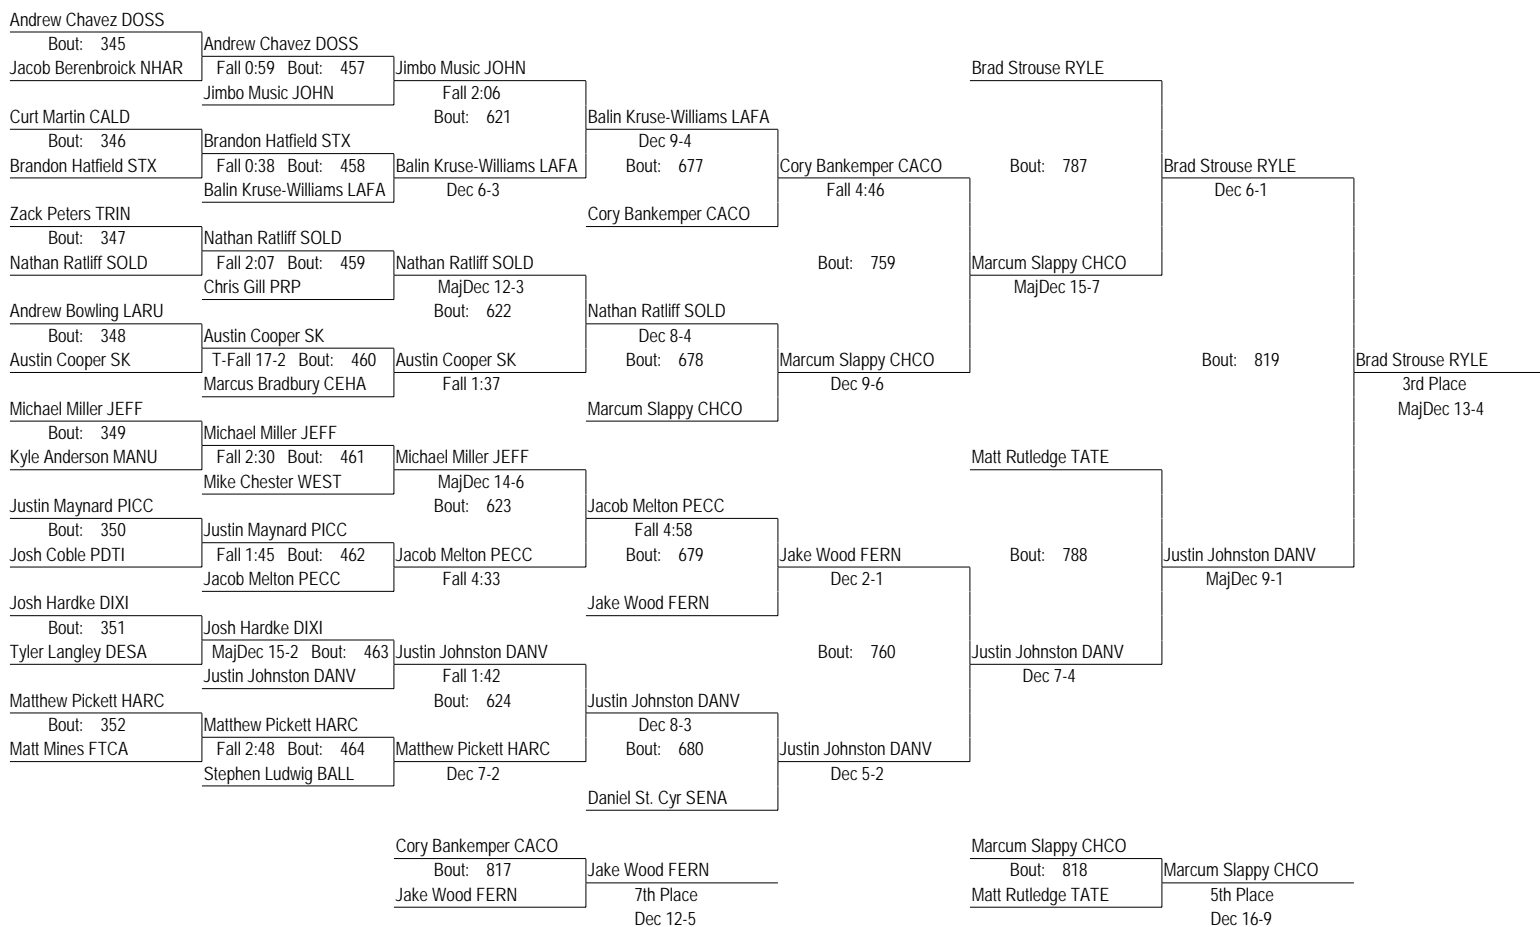 Andrew Chavez DOSS
Bout: 345 Andrew Chavez DOSS
Jacob Berenbroick NHAR Fall 0:59 Bout: 457 Jimbo Music JOHN Brad Strouse RYLE
Jimbo Music JOHN Fall 2:06
Curt Martin CALD Bout: 621 Balin Kruse-Williams LAFA
Bout: 346 Brandon Hatfield STX Dec 9-4
Brandon Hatfield STX Fall 0:38 Bout: 458 Balin Kruse-Williams LAFA Bout: 677 Cory Bankemper CACO Bout: 787 Brad Strouse RYLE
Balin Kruse-Williams LAFA Dec 6-3 Fall 4:46 Dec 6-1
Zack Peters TRIN Cory Bankemper CACO
Bout: 347 Nathan Ratliff SOLD
Nathan Ratliff SOLD Fall 2:07 Bout: 459 Nathan Ratliff SOLD Bout: 759 Marcum Slappy CHCO
Chris Gill PRP MajDec 12-3 MajDec 15-7
Andrew Bowling LARU Bout: 622 Nathan Ratliff SOLD
Bout: 348 Austin Cooper SK Dec 8-4
Austin Cooper SK T-Fall 17-2 Bout: 460 Austin Cooper SK Bout: 678 Marcum Slappy CHCO Bout: 819 Brad Strouse RYLE
Marcus Bradbury CEHA Fall 1:37 Dec 9-6 3rd Place
Michael Miller JEFF Marcum Slappy CHCO MajDec 13-4
Bout: 349 Michael Miller JEFF
Kyle Anderson MANU Fall 2:30 Bout: 461 Michael Miller JEFF Matt Rutledge TATE
Mike Chester WEST MajDec 14-6
Justin Maynard PICC Bout: 623 Jacob Melton PECC
Bout: 350 Justin Maynard PICC Fall 4:58
Josh Coble PDTI Fall 1:45 Bout: 462 Jacob Melton PECC Bout: 679 Jake Wood FERN Bout: 788 Justin Johnston DANV
Jacob Melton PECC Fall 4:33 Dec 2-1 MajDec 9-1
Josh Hardke DIXI Jake Wood FERN
Bout: 351 Josh Hardke DIXI
Tyler Langley DESA MajDec 15-2 Bout: 463 Justin Johnston DANV Bout: 760 Justin Johnston DANV
Justin Johnston DANV Fall 1:42 Dec 7-4
Matthew Pickett HARC Bout: 624 Justin Johnston DANV
Bout: 352 Matthew Pickett HARC Dec 8-3
Matt Mines FTCA Fall 2:48 Bout: 464 Matthew Pickett HARC Bout: 680 Justin Johnston DANV
Stephen Ludwig BALL Dec 7-2 Dec 5-2
Daniel St. Cyr SENA
Cory Bankemper CACO Marcum Slappy CHCO
Bout: 817 Jake Wood FERN Bout: 818 Marcum Slappy CHCO
Jake Wood FERN 7th Place Matt Rutledge TATE 5th Place
Dec 12-5 Dec 16-9